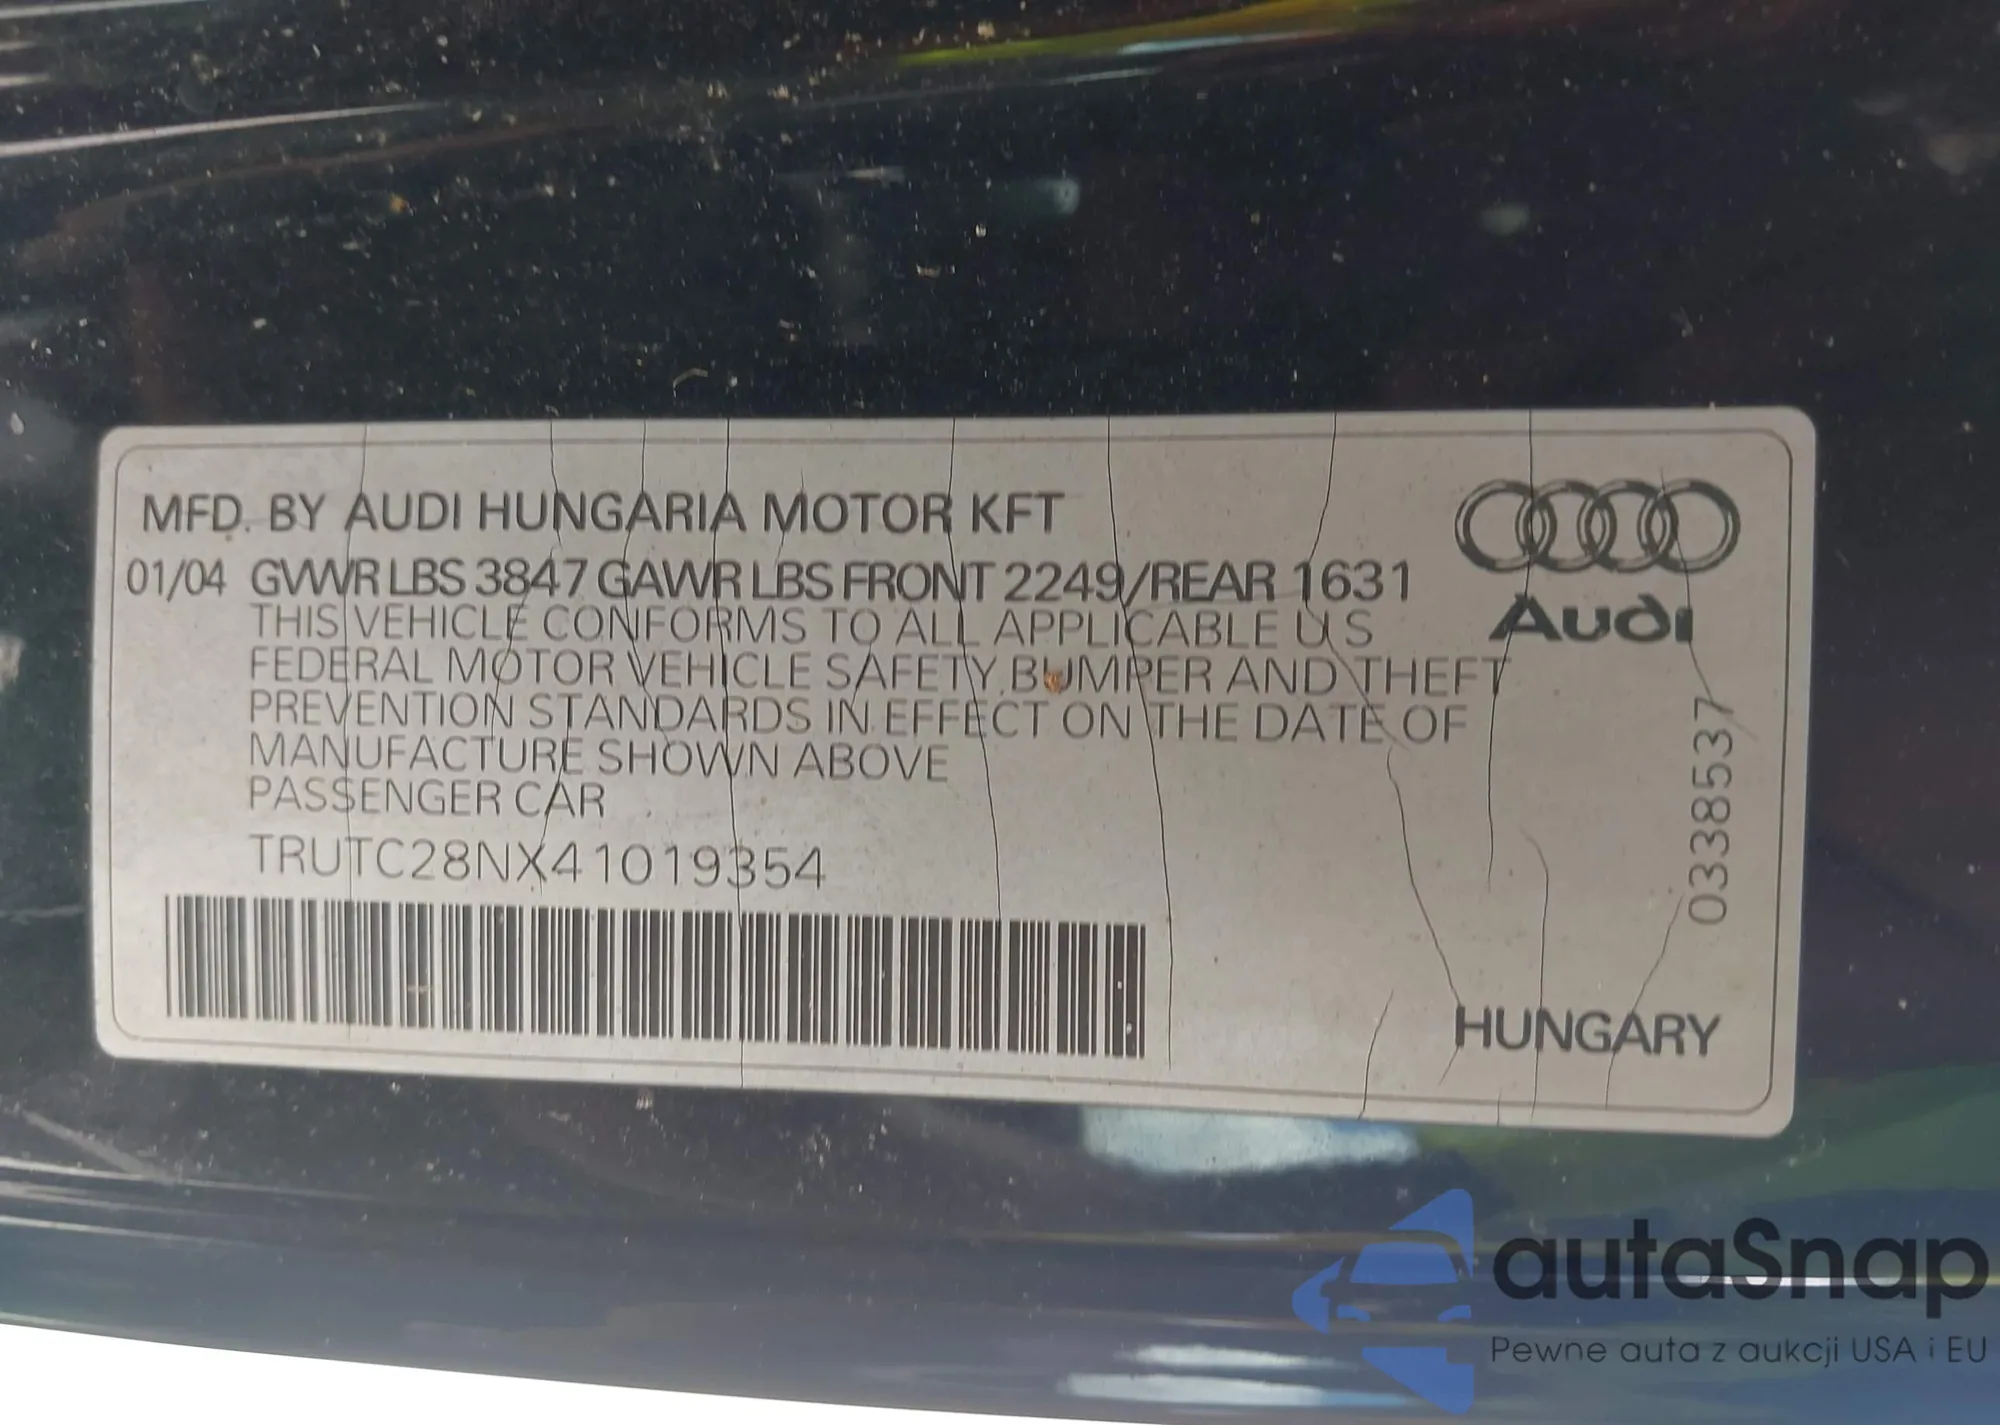 MFD. BY AUDI HUNGARIA MOTOR KFT
01/04 GVWR LBS 3847 GAWR LBS FRONT 2249/REAR 1631
THIS VEHICLE CONFORMS TO ALL APPLICABLE U S
FEDERAL MOTOR VEHICLE SAFETY, BUMPER AND THEFT
PREVENTION STANDARDS IN EFFECT ON THE DATE OF
MANUFACTURE SHOWN ABOVE
PASSENGER CAR
TRUTC28NX41019354
Audi
0338537
HUNGARY
autaSnap
Pewne auta z aukcji USA i EU